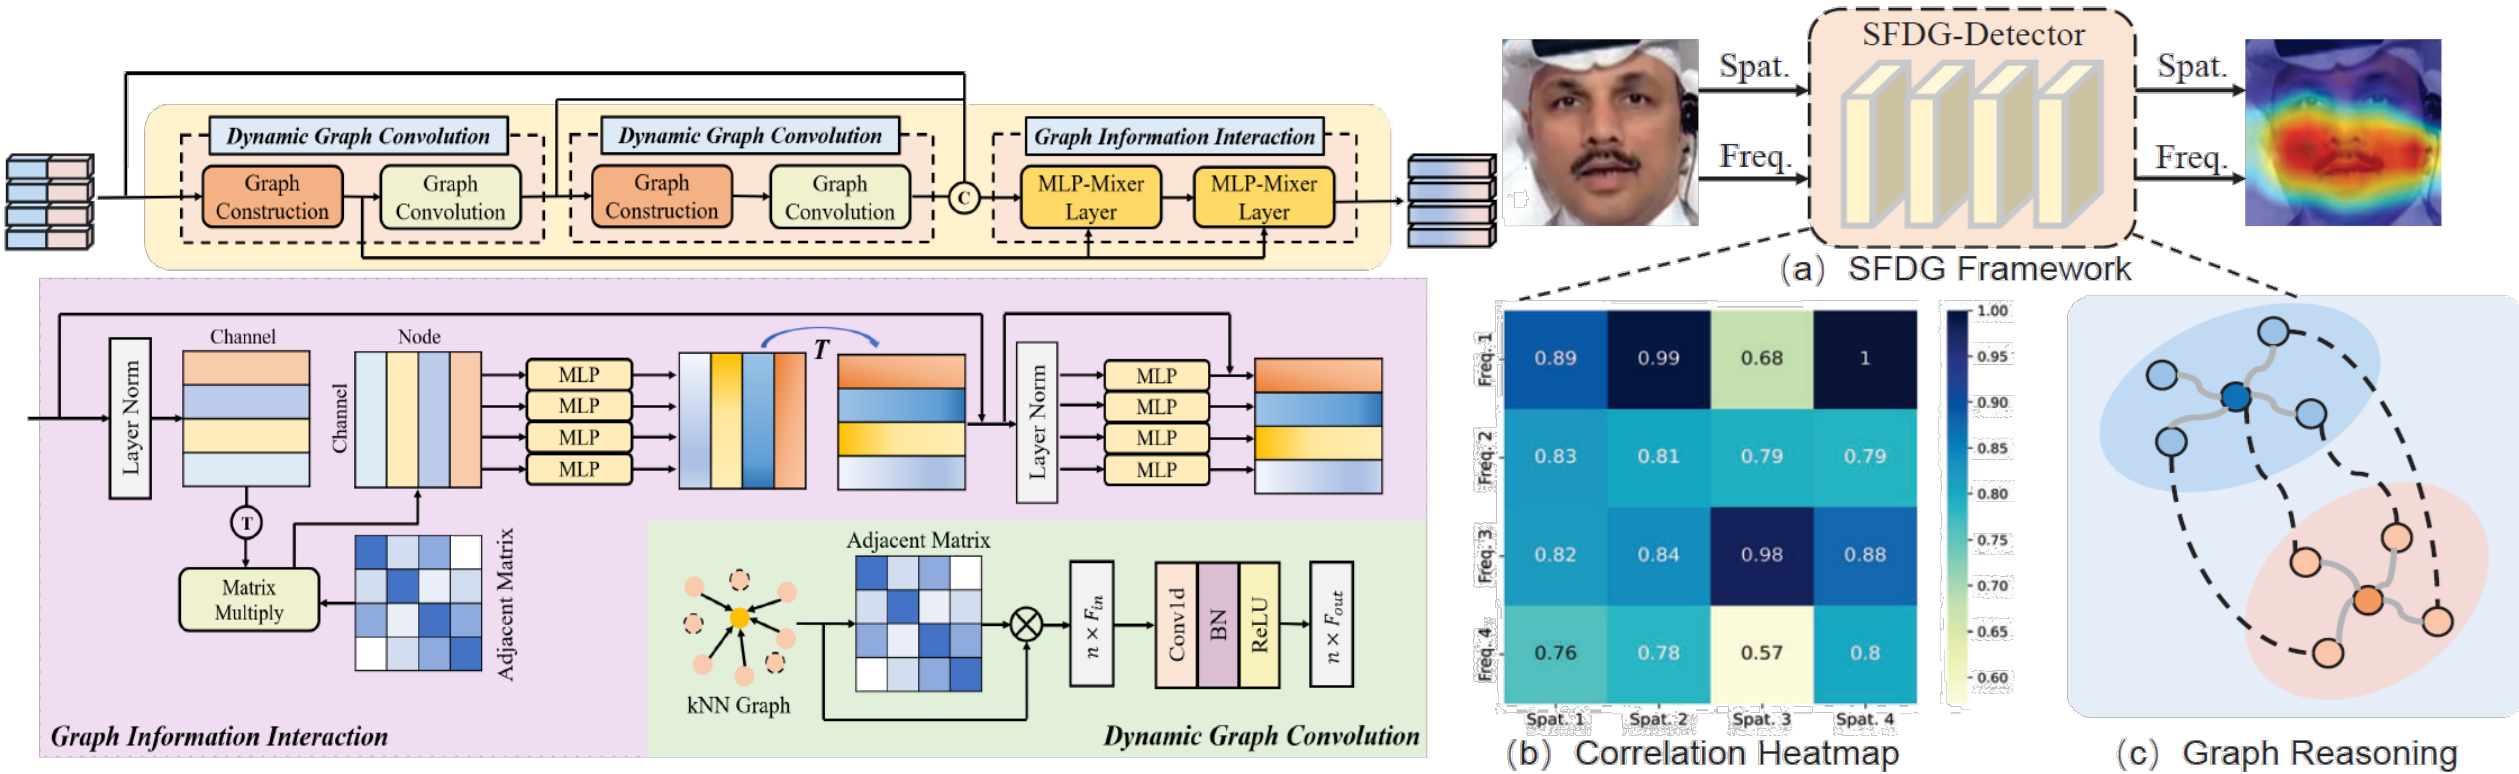 Dynamic Graph Convolution
Graph
Construction
Graph
Convolution
Dynamic Graph Convolution
Graph
Construction
Graph
Convolution
C
Graph Information Interaction
MLP-Mixer
Layer
MLP-Mixer
Layer
Layer Norm
Channel
T
Matrix
Multiply
Node
Channel
Adjacent Matrix
MLP
MLP
MLP
MLP
T
Layer Norm
MLP
MLP
MLP
MLP
Graph Information Interaction
kNN Graph
Adjacent Matrix
n × Fin
Conv1d
BN
ReLU
n × Fout
Dynamic Graph Convolution
Spat.
Freq.
SFDG-Detector
Spat.
Freq.
(a) SFDG Framework
Freq. 1
0.89 0.99 0.68 1
Freq. 2
0.83 0.81 0.79 0.79
Freq. 3
0.82 0.84 0.98 0.88
Freq. 4
0.76 0.78 0.57 0.8
Spat. 1 Spat. 2 Spat. 3 Spat. 4
1.00
0.95
0.90
0.85
0.80
0.75
0.70
0.65
0.60
(b) Correlation Heatmap
(c) Graph Reasoning